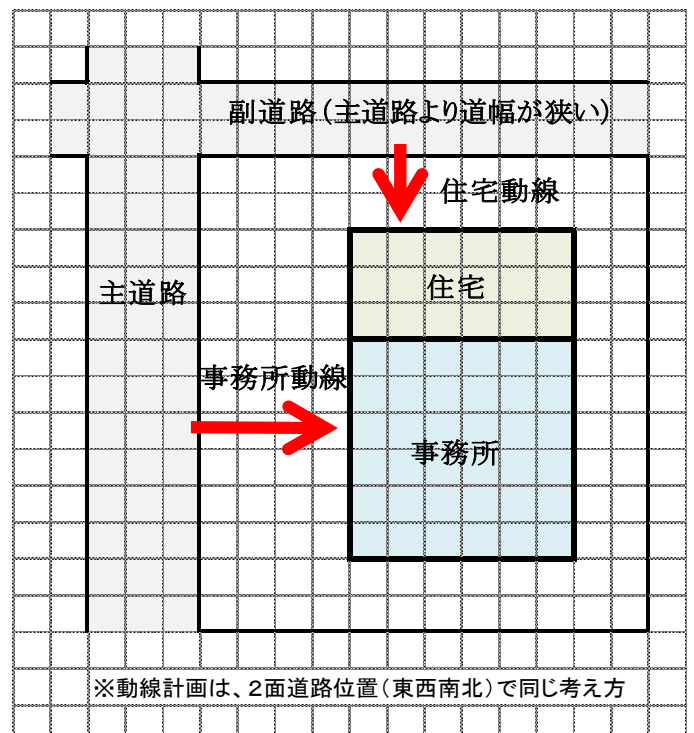 副道路（主道路より道幅が狭い）
住宅動線
住宅
主道路
事務所動線
事務所
※動線計画は、２面道路位置（東西南北）で同じ考え方